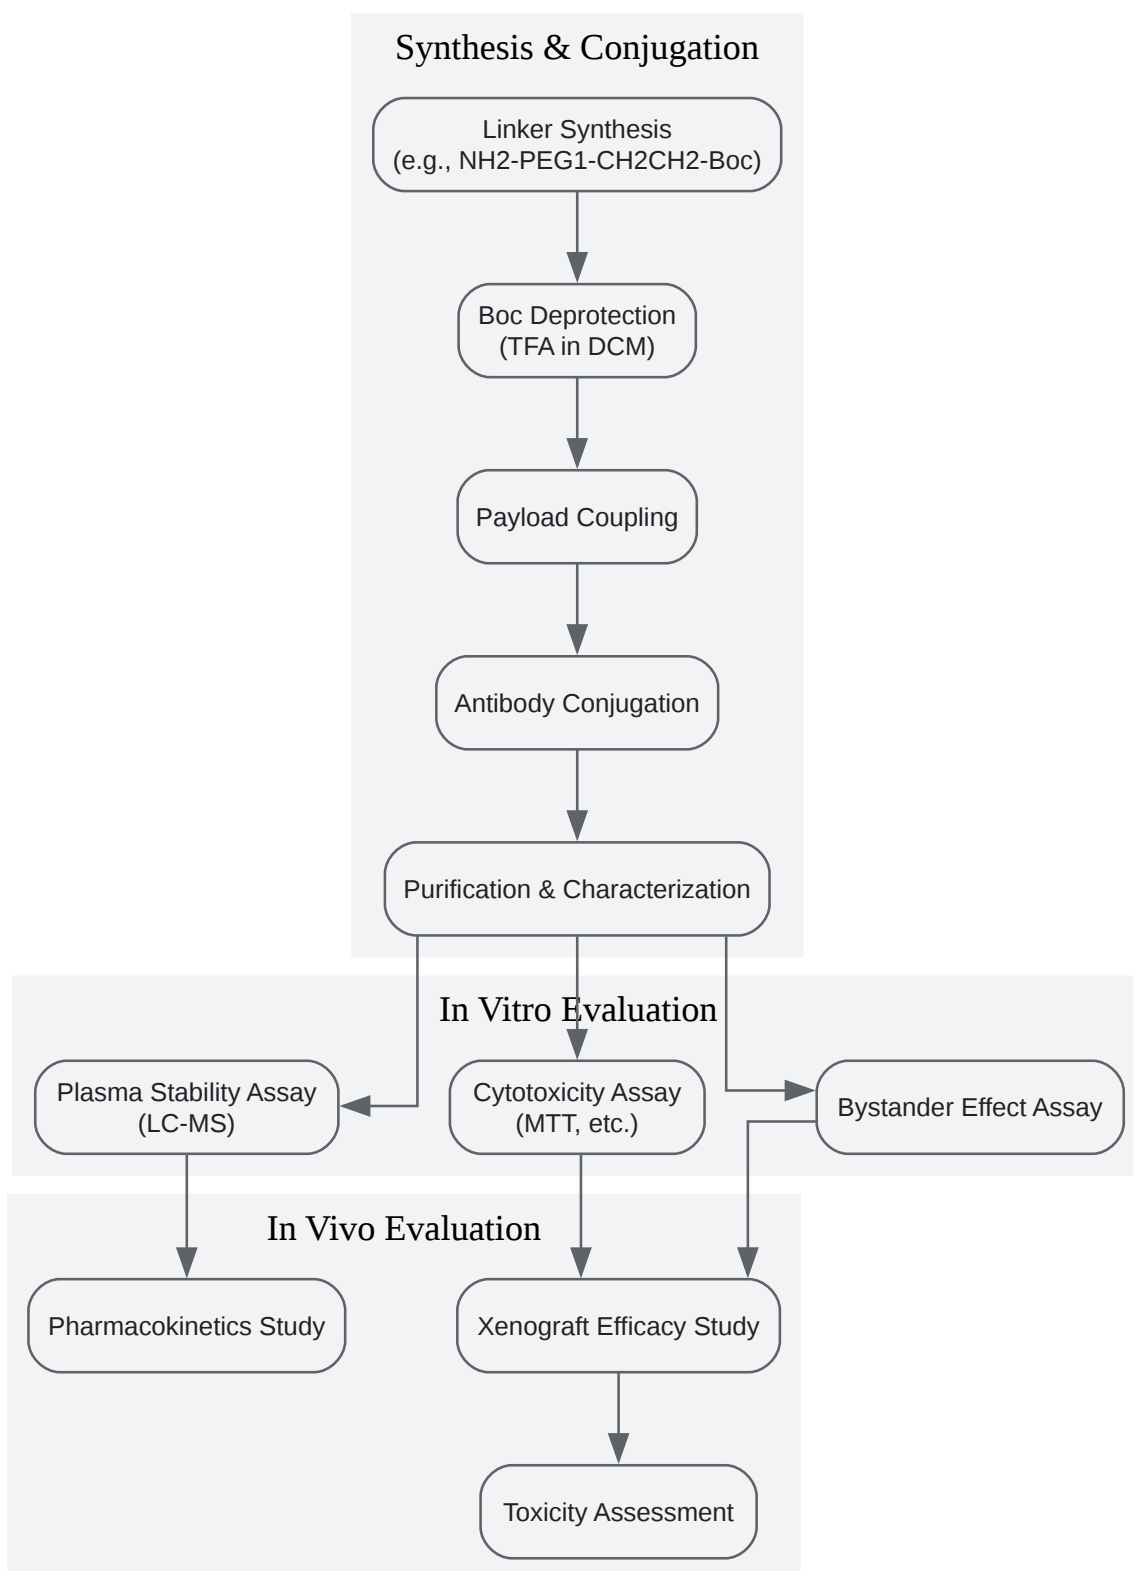 Synthesis & Conjugation
Linker Synthesis
(e.g., NH2-PEG1-CH2CH2-Boc)
Boc Deprotection
(TFA in DCM)
Payload Coupling
Antibody Conjugation
Purification & Characterization
In Vitro Evaluation
Plasma Stability Assay
(LC-MS)
Cytotoxicity Assay
(MTT, etc.)
Bystander Effect Assay
In Vivo Evaluation
Pharmacokinetics Study
Xenograft Efficacy Study
Toxicity Assessment